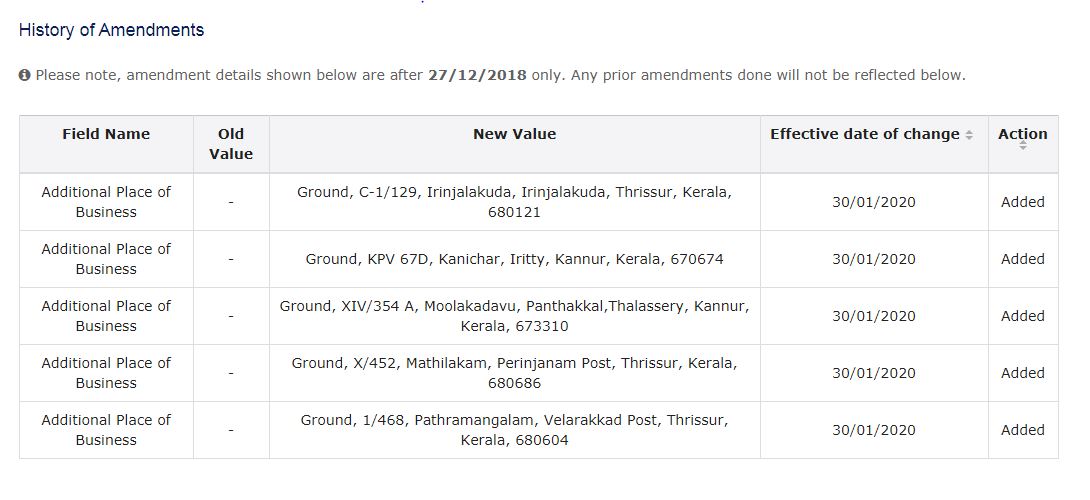 History of Amendments
Please note, amendment details shown below are after 27/12/2018 only. Any prior amendments done will not be reflected below.
Field Name Old Value New Value Effective date of change Action
Additional Place of Business - Ground, C-1/129, Irinjalakuda, Irinjalakuda, Thrissur, Kerala, 680121 30/01/2020 Added
Additional Place of Business - Ground, KPV 67D, Kanichar, Iritty, Kannur, Kerala, 670674 30/01/2020 Added
Additional Place of Business - Ground, XIV/354 A, Moolakadavu, Panthakkal,Thalassery, Kannur, Kerala, 673310 30/01/2020 Added
Additional Place of Business - Ground, X/452, Mathilakam, Perinjanam Post, Thrissur, Kerala, 680686 30/01/2020 Added
Additional Place of Business - Ground, 1/468, Pathramangalam, Velarakkad Post, Thrissur, Kerala, 680604 30/01/2020 Added